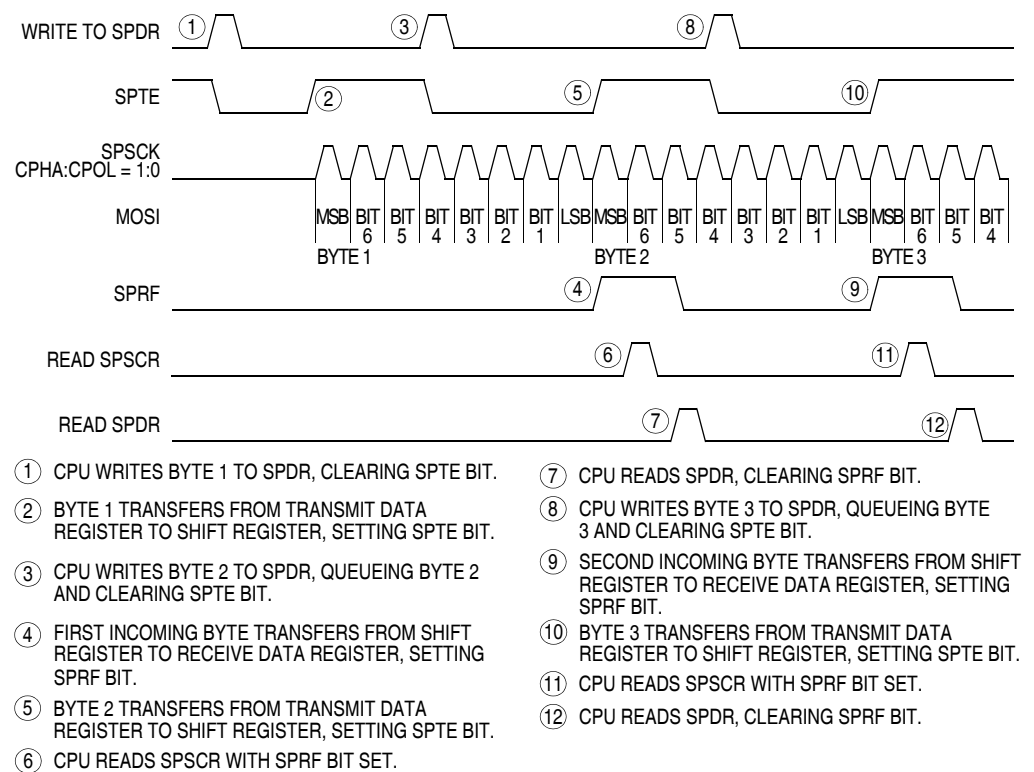 WRITE TO SPDR
1
3
8
SPTE
2
5
10
SPSCK
CPHA:CPOL = 1:0
MOSI
MSB BIT BIT BIT BIT BIT BIT LSB MSB BIT BIT BIT BIT BIT BIT LSB MSB BIT BIT BIT
6 5 4 3 2 1 6 5 4 3 2 1 6 5 4
BYTE 1 BYTE 2 BYTE 3
SPRF
4
9
READ SPSCR
6
11
READ SPDR
7
12
1 CPU WRITES BYTE 1 TO SPDR, CLEARING SPTE BIT.
2 BYTE 1 TRANSFERS FROM TRANSMIT DATA
REGISTER TO SHIFT REGISTER, SETTING SPTE BIT.
3 CPU WRITES BYTE 2 TO SPDR, QUEUEING BYTE 2
AND CLEARING SPTE BIT.
4 FIRST INCOMING BYTE TRANSFERS FROM SHIFT
REGISTER TO RECEIVE DATA REGISTER, SETTING
SPRF BIT.
5 BYTE 2 TRANSFERS FROM TRANSMIT DATA
REGISTER TO SHIFT REGISTER, SETTING SPTE BIT.
6 CPU READS SPSCR WITH SPRF BIT SET.
7 CPU READS SPDR, CLEARING SPRF BIT.
8 CPU WRITES BYTE 3 TO SPDR, QUEUEING BYTE
3 AND CLEARING SPTE BIT.
9 SECOND INCOMING BYTE TRANSFERS FROM SHIFT
REGISTER TO RECEIVE DATA REGISTER, SETTING
SPRF BIT.
10 BYTE 3 TRANSFERS FROM TRANSMIT DATA
REGISTER TO SHIFT REGISTER, SETTING SPTE BIT.
11 CPU READS SPSCR WITH SPRF BIT SET.
12 CPU READS SPDR, CLEARING SPRF BIT.